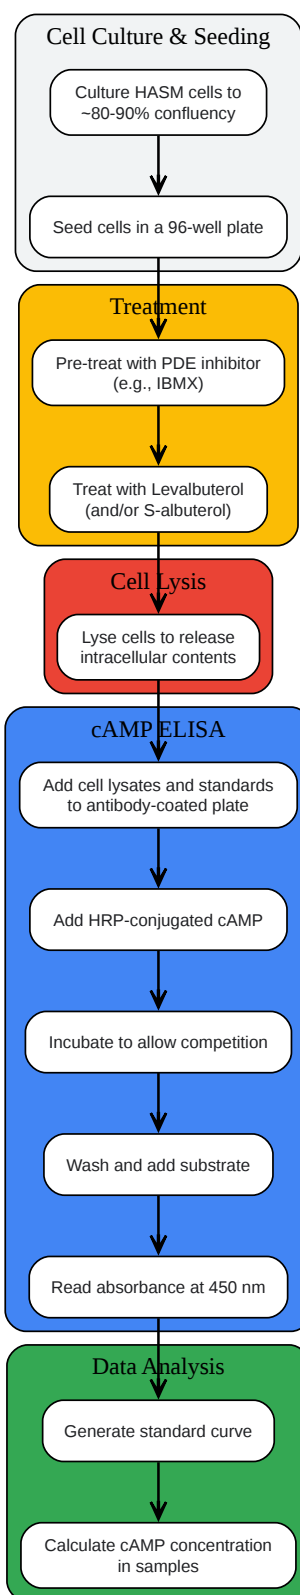 Cell Culture & Seeding
Culture HASM cells to
~80-90% confluency
Seed cells in a 96-well plate
Treatment
Pre-treat with PDE inhibitor
(e.g., IBMX)
Treat with Levalbuterol
(and/or S-albuterol)
Cell Lysis
Lyse cells to release
intracellular contents
cAMP ELISA
Add cell lysates and standards
to antibody-coated plate
Add HRP-conjugated cAMP
Incubate to allow competition
Wash and add substrate
Read absorbance at 450 nm
Data Analysis
Generate standard curve
Calculate cAMP concentration
in samples